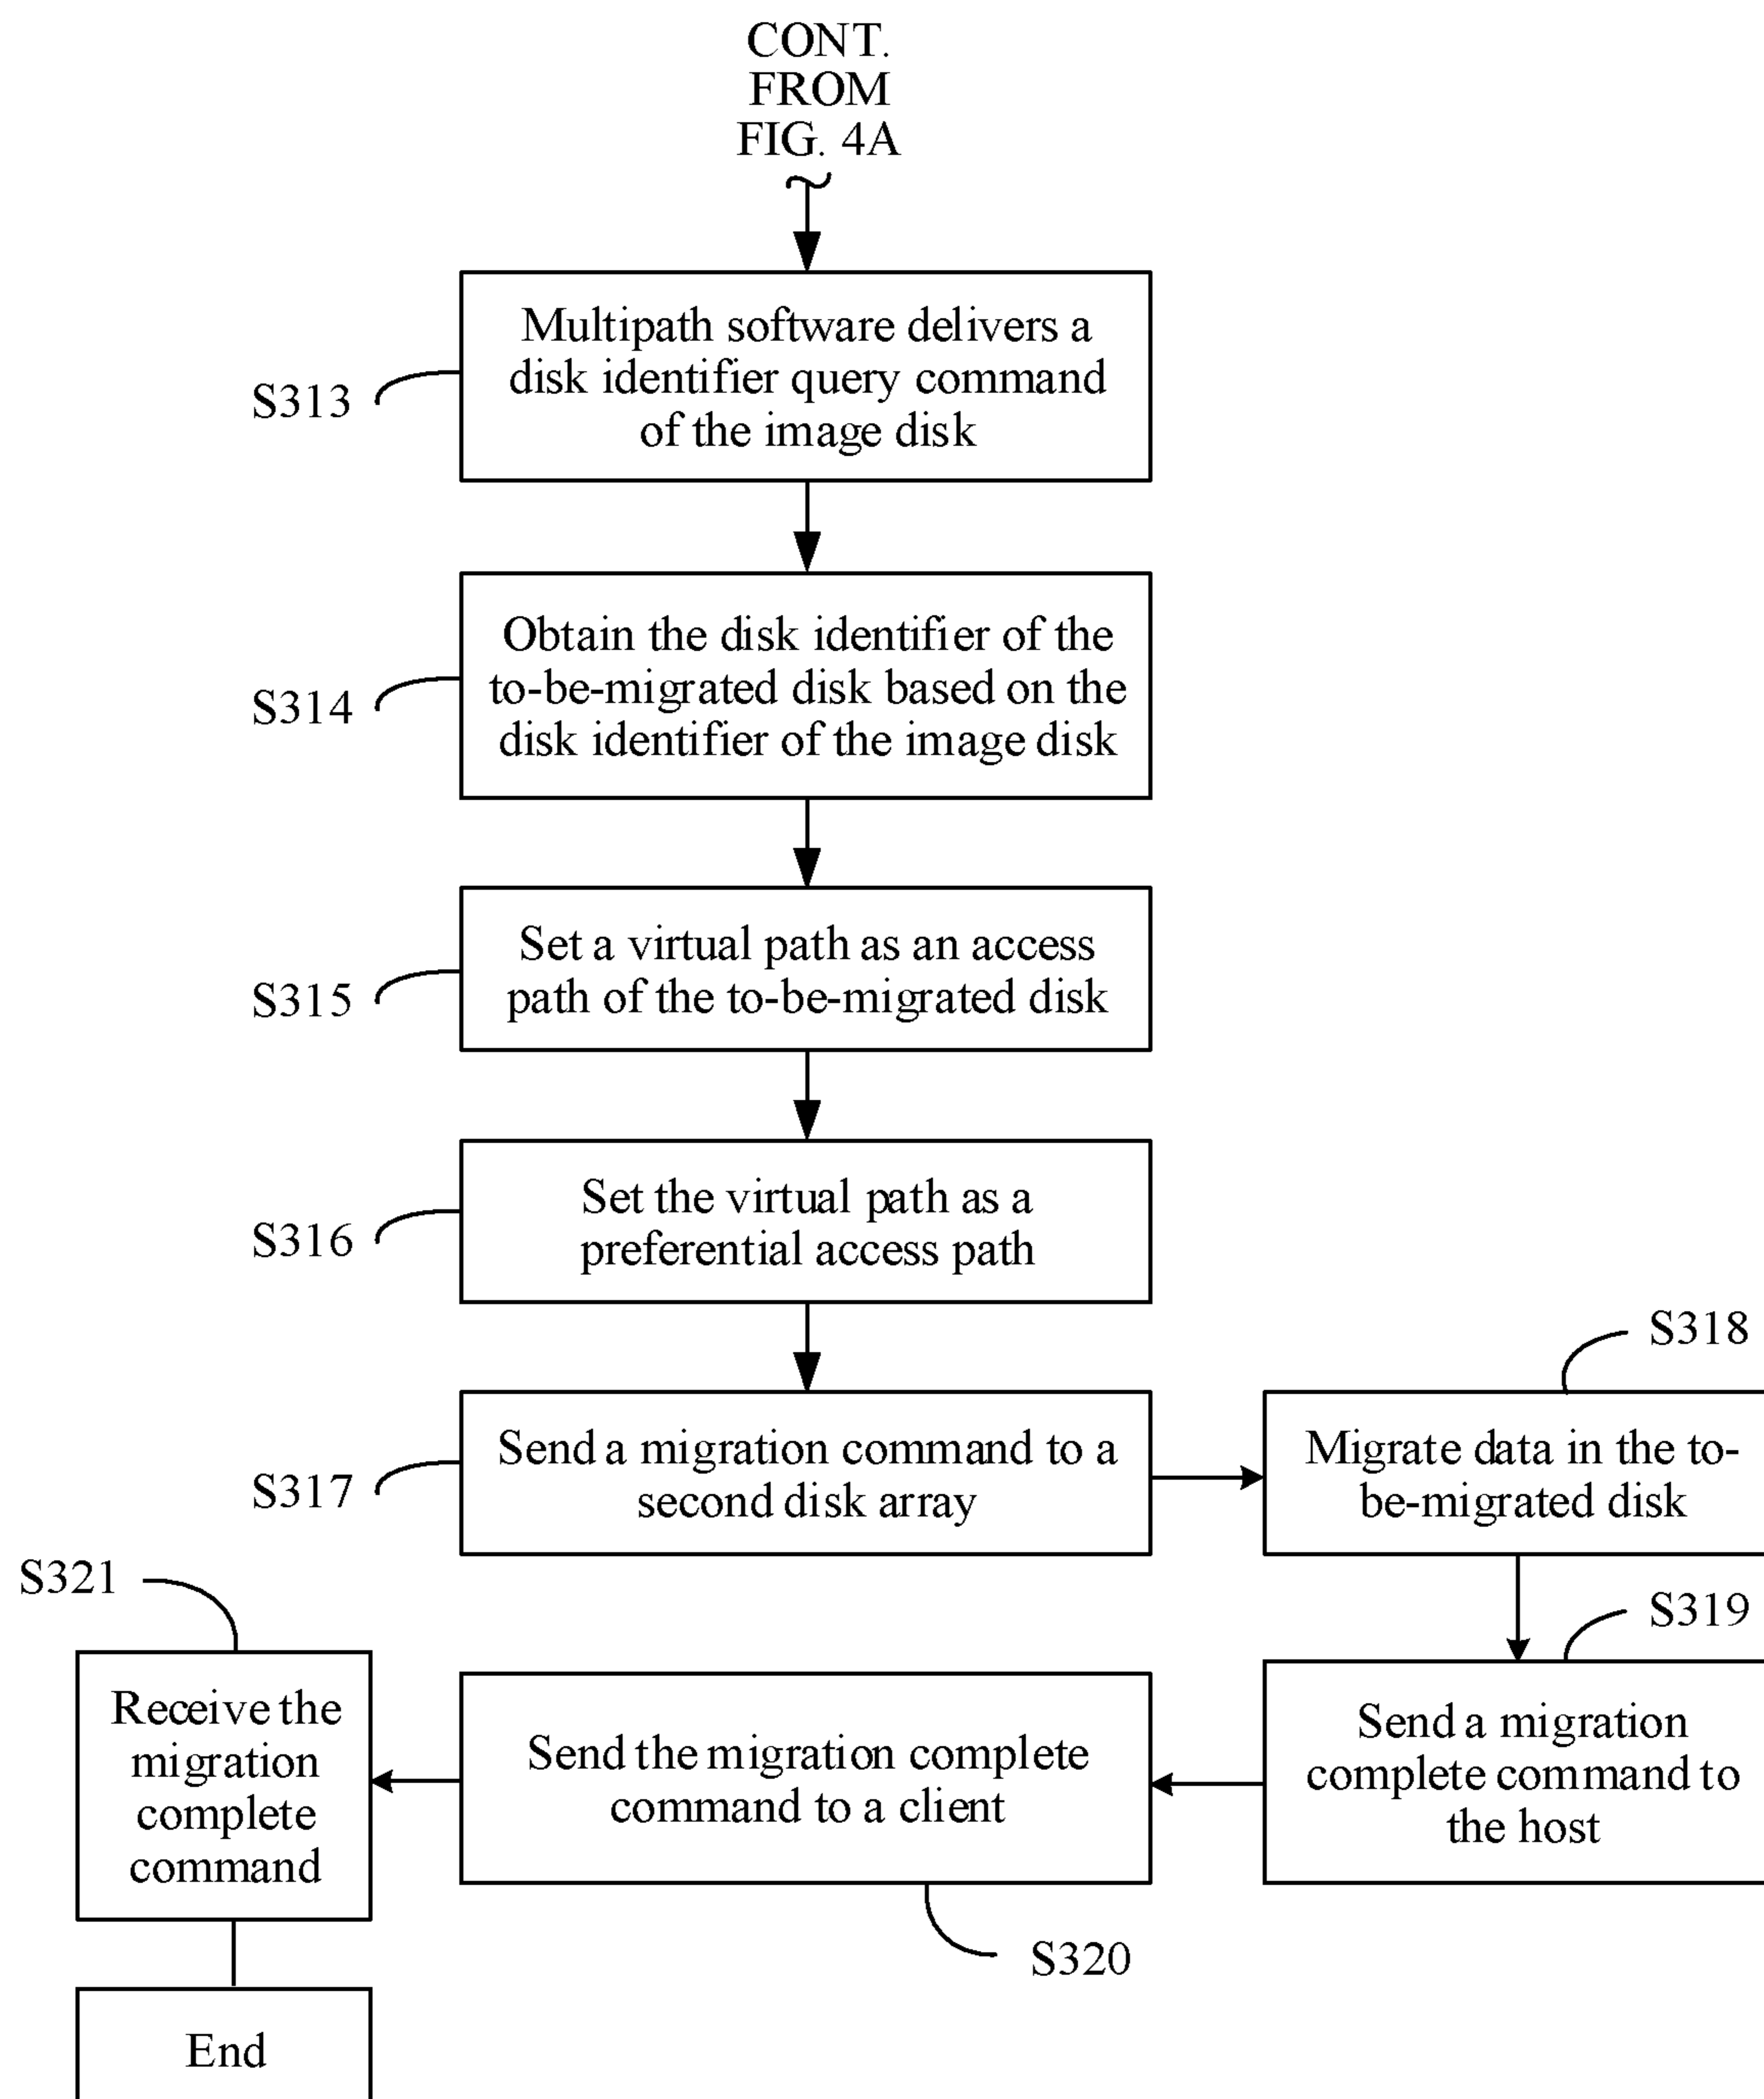 CONT.
FROM
FIG. 4A
Multipath software delivers a
disk identifier query command
of the image disk
S313
Obtain the disk identifier of the
to-be-migrated disk based on the
disk identifier of the image disk
S314
Set a virtual path as an access
path of the to-be-migrated disk
S315
Set the virtual path as a
preferential access path
S316
S318
Send a migration command to a
second disk array
S317
Migrate data in the to-
be-migrated disk
S321
S319
Receive the
migration
complete
command
Send the migration complete
command to a client
Send a migration
complete command to
the host
S320
End